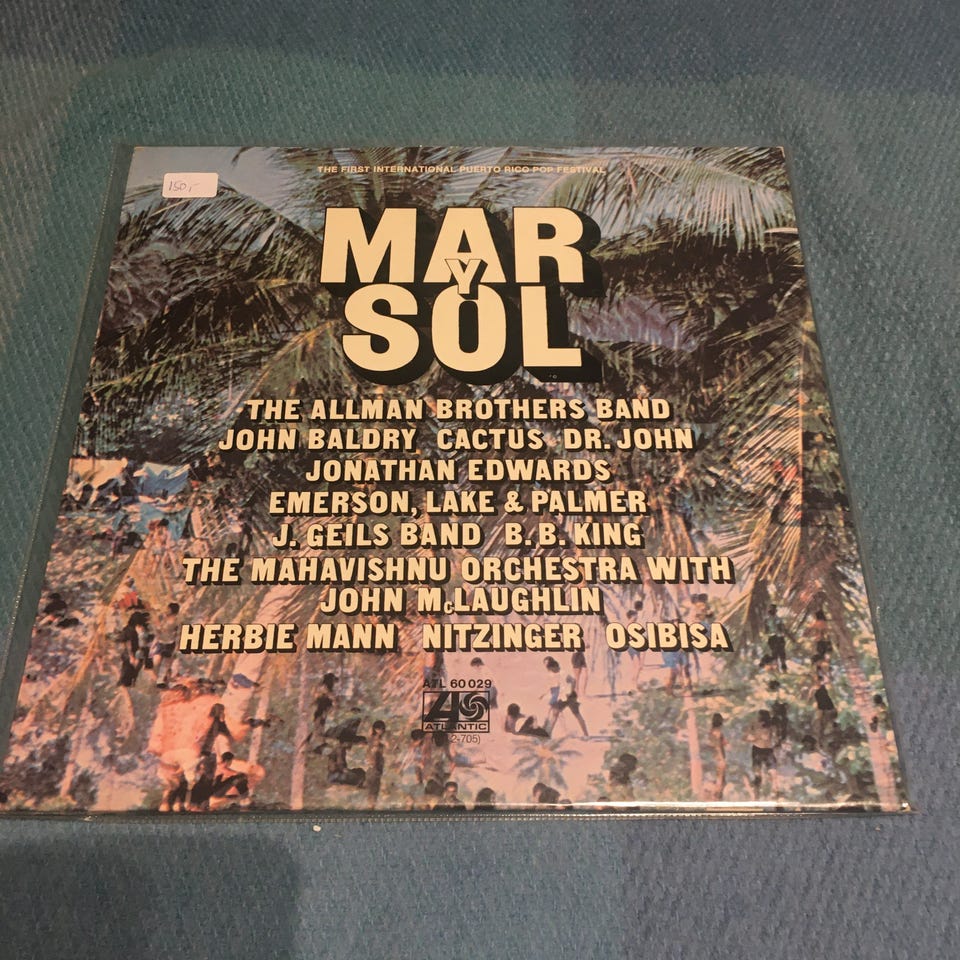 THE FIRST INTERNATIONAL PUERTO RICO POP FESTIVAL
150,-
MAR
Y
SOL
THE ALLMAN BROTHERS BAND
JOHN BALDRY CACTUS DR. JOHN
JONATHAN EDWARDS
EMERSON, LAKE & PALMER
J. GEILS BAND B. B. KING
THE MAHAVISHNU ORCHESTRA WITH
JOHN McLAUGHLIN
HERBIE MANN NITZINGER OSIBISA
ATL 60 029
ATLANTIC
2-705)